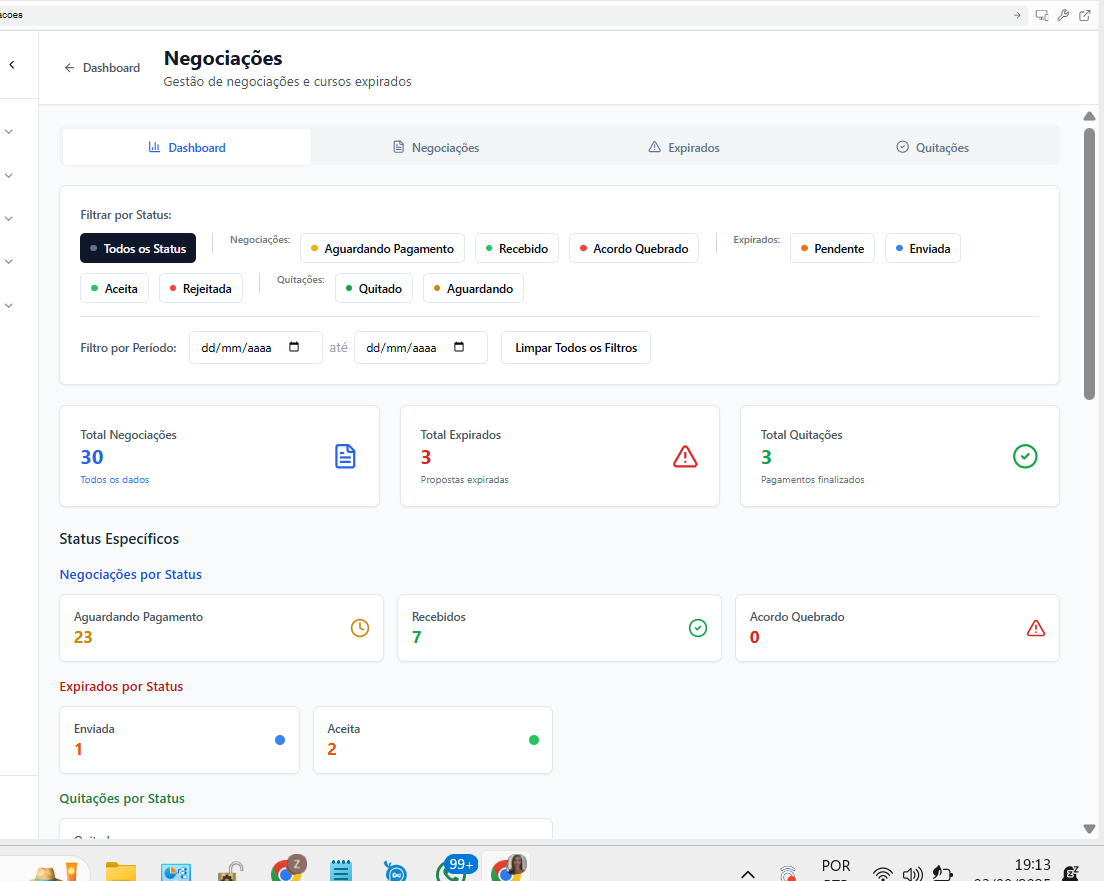 acoes
Dashboard
Negociações
Gestão de negociações e cursos expirados
Dashboard
Negociações
Expirados
Quitações
Filtrar por Status:
Todos os Status
Negociações:
Aguardando Pagamento
Recebido
Acordo Quebrado
Expirados:
Pendente
Enviada
Aceita
Rejeitada
Quitações:
Quitado
Aguardando
Filtro por Período:
dd/mm/aaaa
até
dd/mm/aaaa
Limpar Todos os Filtros
Total Negociações
30
Todos os dados
Total Expirados
3
Propostas expiradas
Total Quitações
3
Pagamentos finalizados
Status Específicos
Negociações por Status
Aguardando Pagamento
23
Recebidos
7
Acordo Quebrado
0
Expirados por Status
Enviada
1
Aceita
2
Quitações por Status
Z
99+
POR
19:13